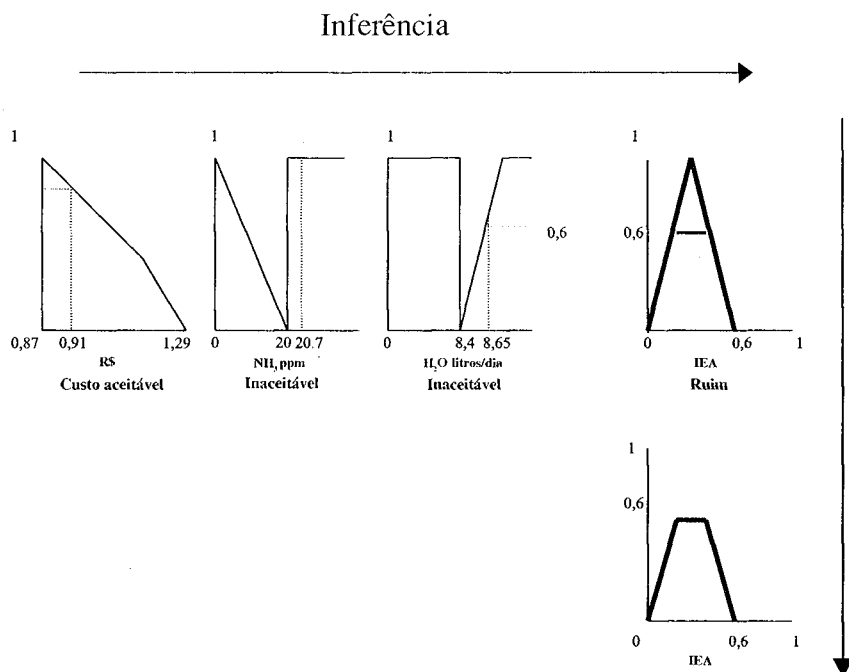 Inferência
1
1
1
1
0,6
0,6
0,87 0,91 1,29
0 20 20.7
0 8,4 8,65
0 0,6 1
R$
NH₃ ppm
H₂O litros/dia
IEA
Custo aceitável
Inaceitável
Inaceitável
Ruim
1
0,6
0 0,6 1
IEA